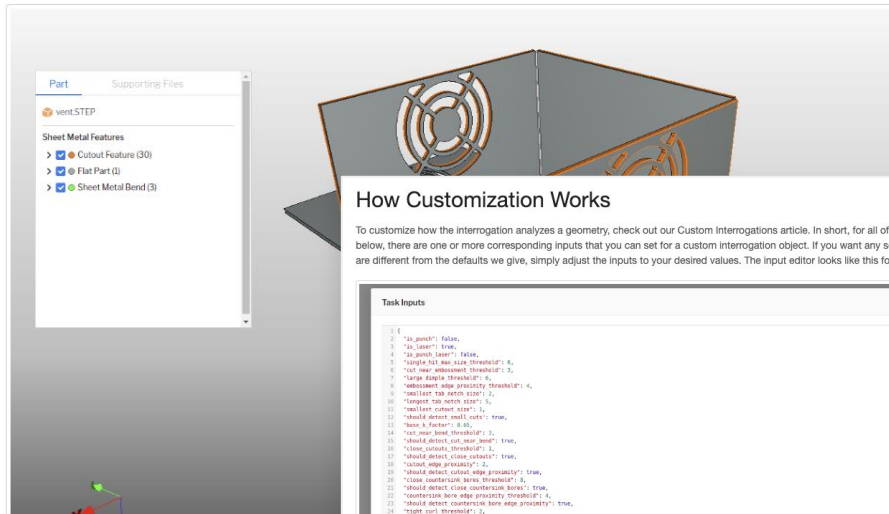 Part Supporting Files
vent.STEP
Sheet Metal Features
Cutout Feature (30)
Flat Part (1)
Sheet Metal Bend (3)
How Customization Works
To customize how the interrogation analyzes a geometry, check out our Custom Interrogations article. In short, for all of
below, there are one or more corresponding inputs that you can set for a custom interrogation object. If you want any s
are different from the defaults we give, simply adjust the inputs to your desired values. The input editor looks like this fo
Task Inputs
1 {
2 "is_punch": false,
3 "is_laser": true,
4 "is_punch_laser": false,
5 "single_hit_max_size_threshold": 6,
6 "cut_near_embossment_threshold": 3,
7 "large_dimple_threshold": 6,
8 "embossment_edge_proximity_threshold": 4,
9 "smallest_tab_notch_size": 2,
10 "longest_tab_notch_size": 5,
11 "smallest_cutout_size": 1,
12 "should_detect_small_cuts": true,
13 "base_k_factor": 0.65,
14 "cut_near_bend_threshold": 3,
15 "should_detect_cut_near_bend": true,
16 "close_cutouts_threshold": 1,
17 "should_detect_close_cutouts": true,
18 "cutout_edge_proximity": 2,
19 "should_detect_cutout_edge_proximity": true,
20 "close_countersink_bores_threshold": 8,
21 "should_detect_close_countersink_bores": true,
22 "countersink_bore_edge_proximity_threshold": 4,
23 "should_detect_countersink_bore_edge_proximity": true,
24 "tight_curl_threshold": 2,